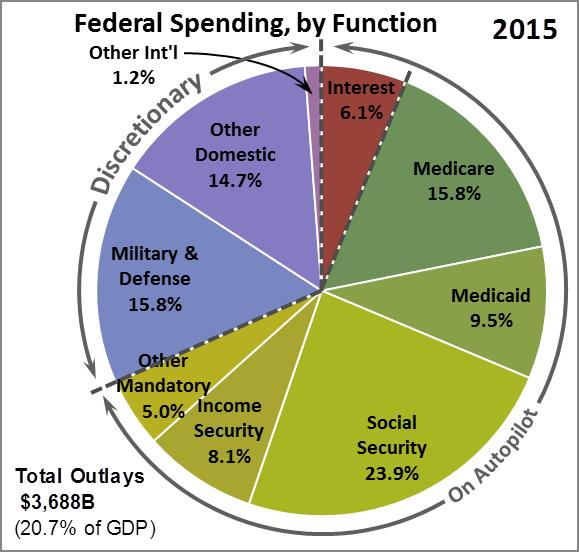 Federal Spending, by Function
2015
Other Int'l
1.2%
Interest
6.1%
Medicare
15.8%
Medicaid
9.5%
Social
Security
23.9%
Income
Security
8.1%
Other
Mandatory
5.0%
Military &
Defense
15.8%
Other
Domestic
14.7%
Discretionary
On Autopilot
Total Outlays
$3,688B
(20.7% of GDP)